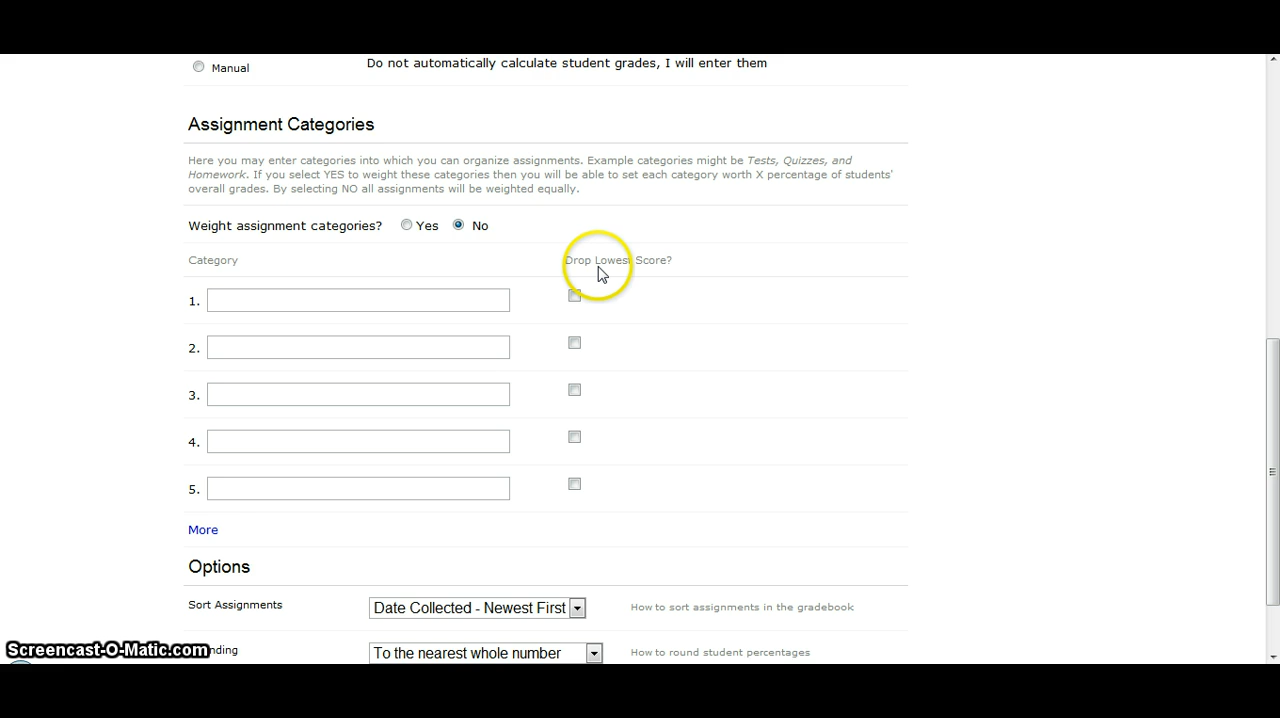 Manual
Do not automatically calculate student grades, I will enter them
Assignment Categories
Here you may enter categories into which you can organize assignments. Example categories might be Tests, Quizzes, and
Homework. If you select YES to weight these categories then you will be able to set each category worth X percentage of students'
overall grades. By selecting NO all assignments will be weighted equally.
Weight assignment categories? Yes No
Category Drop Lowest Score?
1.
2.
3.
4.
5.
More
Options
Sort Assignments Date Collected - Newest First How to sort assignments in the gradebook
To the nearest whole number How to round student percentages
Screencast-O-Matic.com